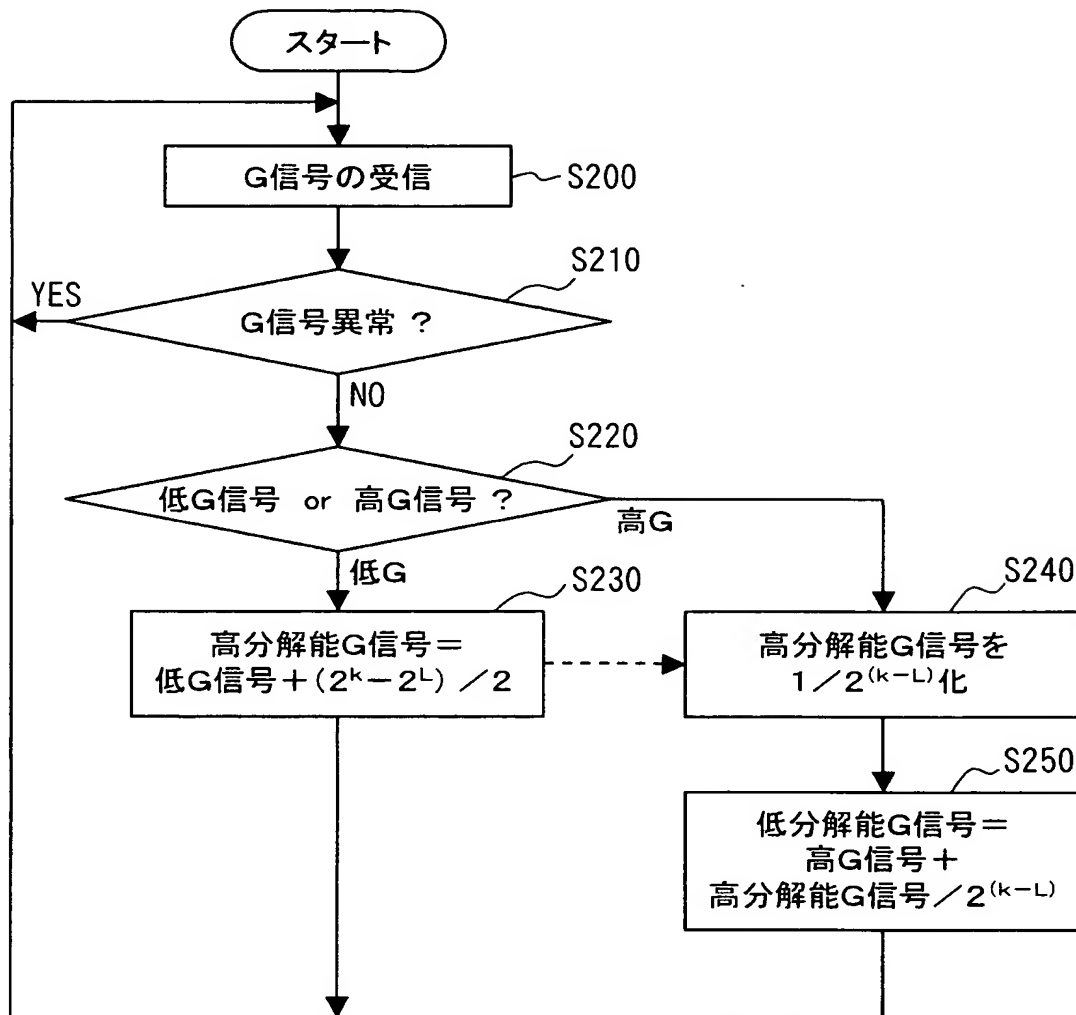 スタート
G信号の受信
S200
S210
YES
G信号異常 ?
NO
S220
低G信号 or 高G信号 ?
高G
低G
S230
高分解能G信号=
低G信号+(2ᵏ−2ᴸ)/2
S240
高分解能G信号を
1/2⁽ᵏ⁻ᴸ⁾化
S250
低分解能G信号=
高G信号+
高分解能G信号/2⁽ᵏ⁻ᴸ⁾